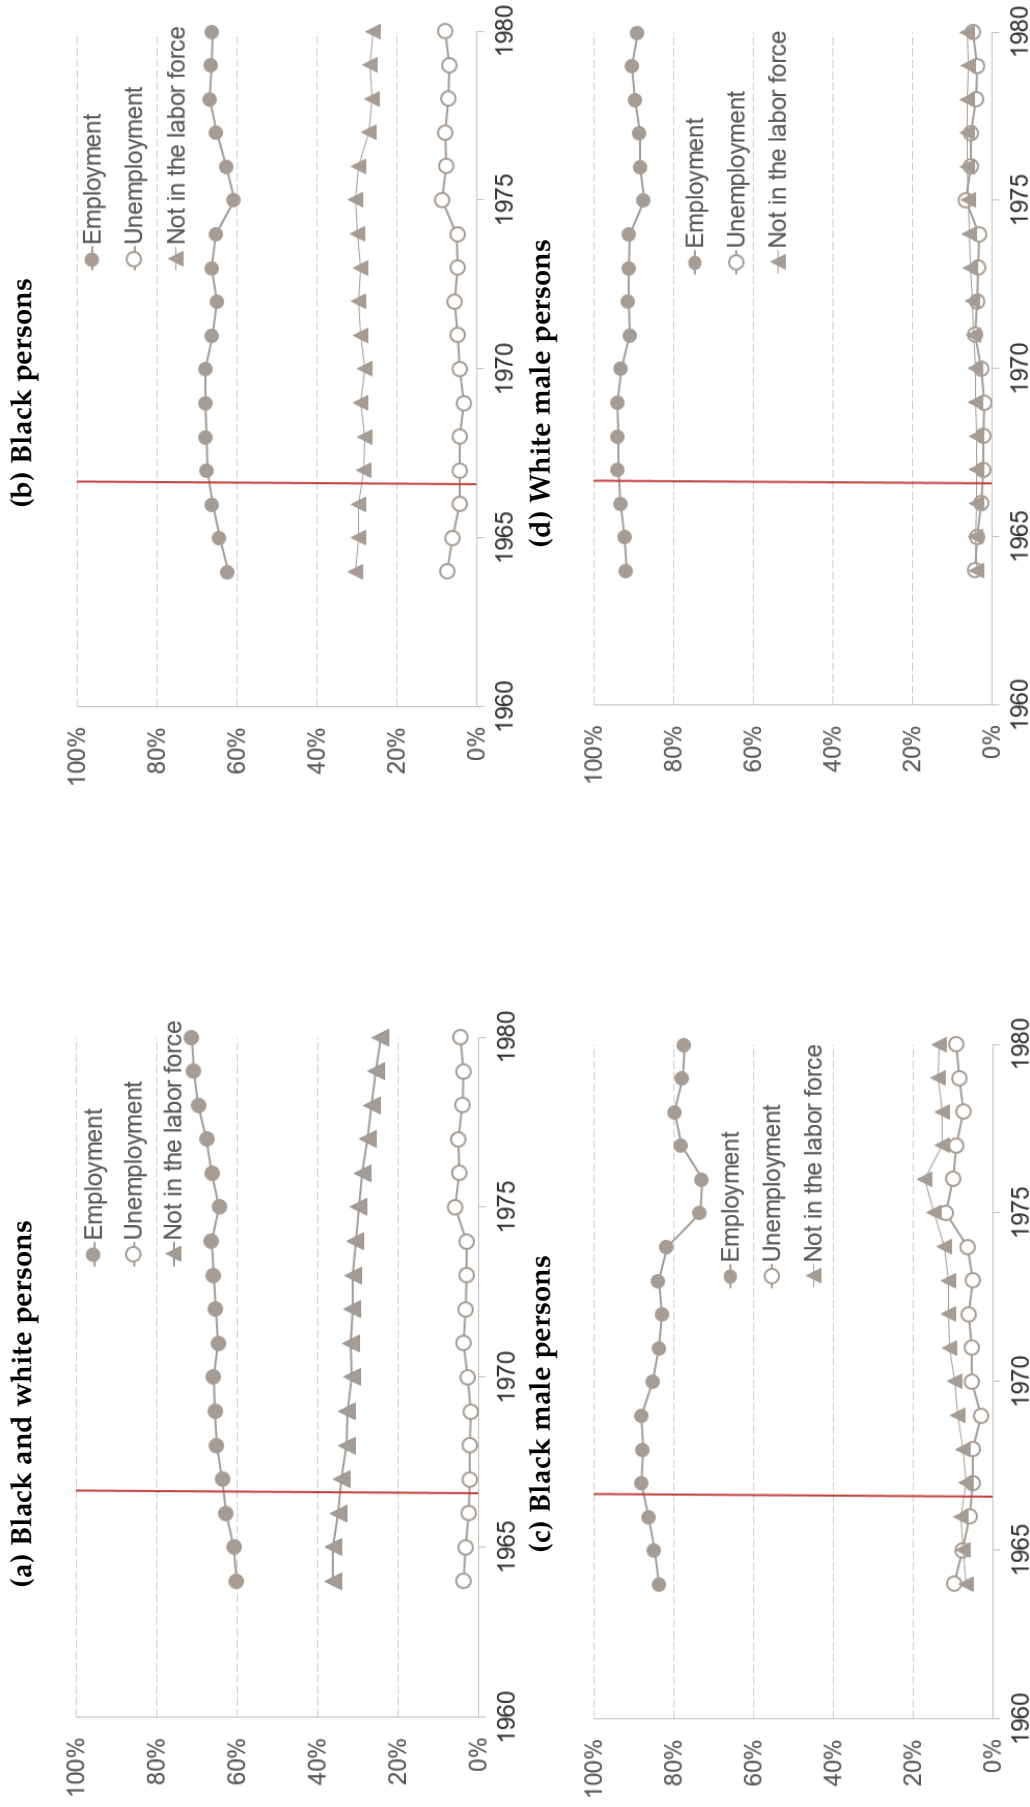 (a) Black and white persons
100%
80%
60%
40%
20%
0%
1960
1965
1970
1975
1980
Employment
Unemployment
Not in the labor force
(b) Black persons
100%
80%
60%
40%
20%
0%
1960
1965
1970
1975
1980
Employment
Unemployment
Not in the labor force
(c) Black male persons
100%
80%
60%
40%
20%
0%
1960
1965
1970
1975
1980
Employment
Unemployment
Not in the labor force
(d) White male persons
100%
80%
60%
40%
20%
0%
1960
1965
1970
1975
1980
Employment
Unemployment
Not in the labor force